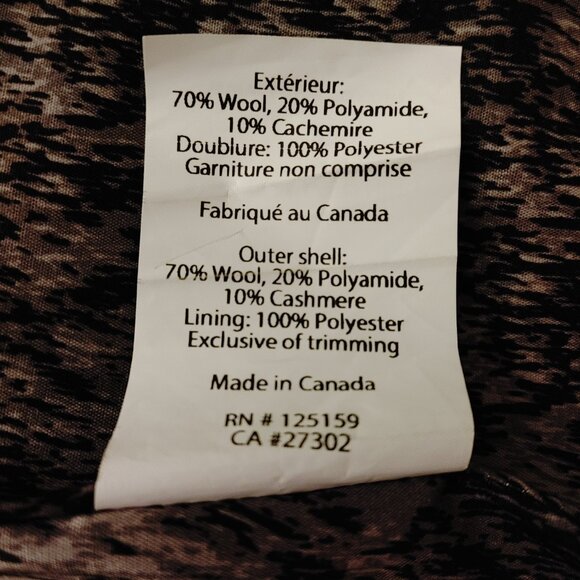 Extérieur:
70% Wool, 20% Polyamide,
10% Cachemire
Doublure: 100% Polyester
Garniture non comprise
Fabriqué au Canada
Outer shell:
70% Wool, 20% Polyamide,
10% Cashmere
Lining: 100% Polyester
Exclusive of trimming
Made in Canada
RN # 125159
CA #27302